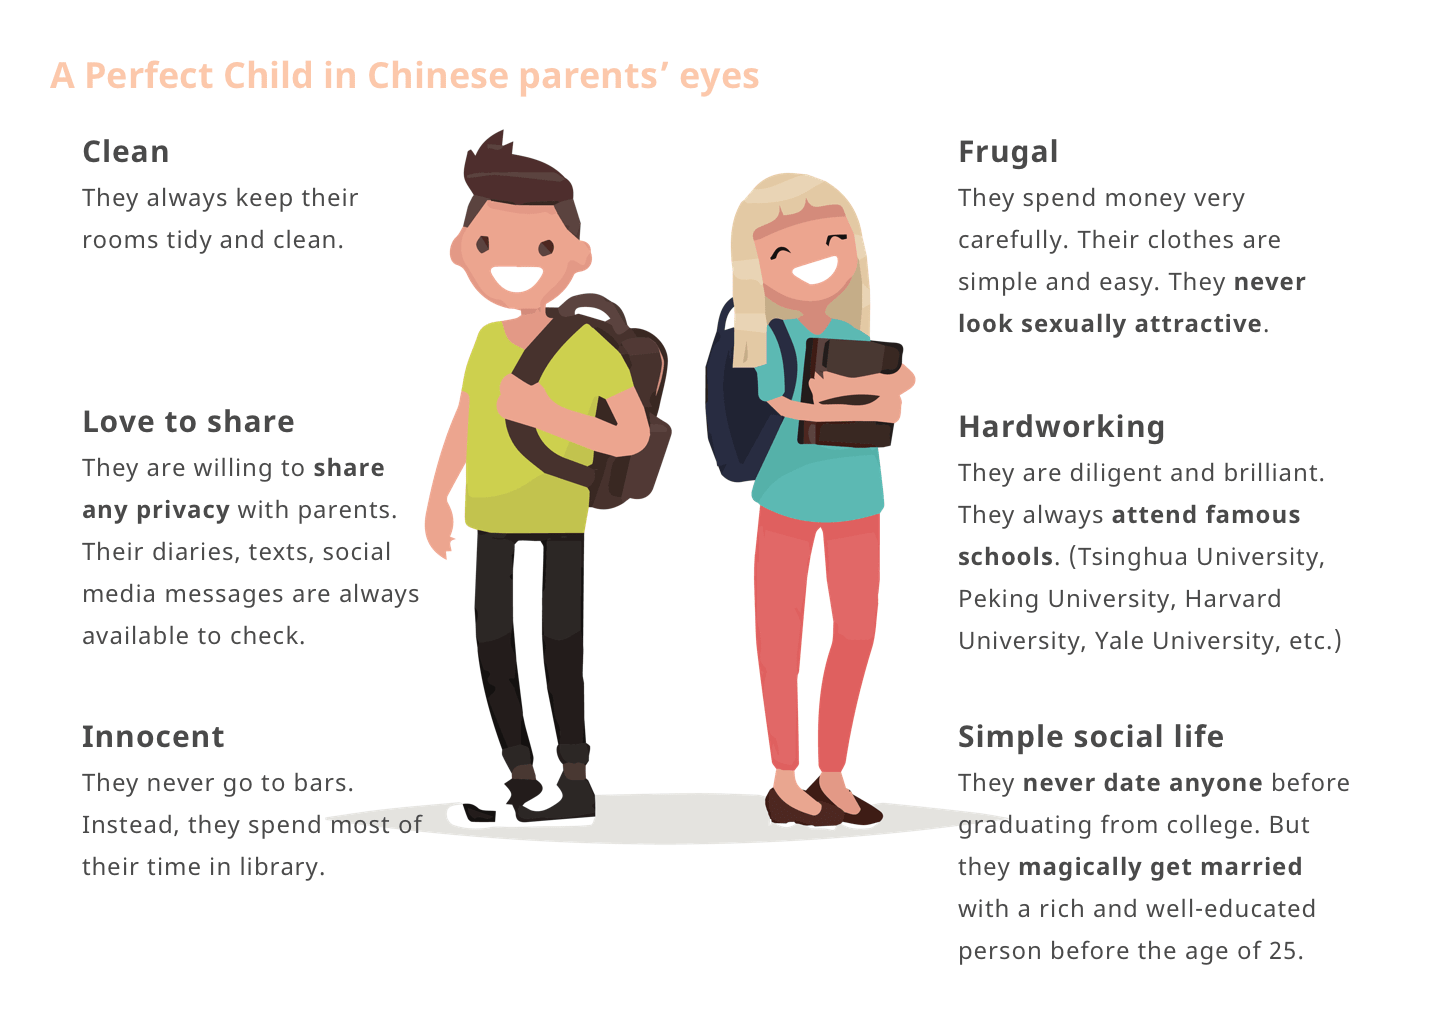 A Perfect Child in Chinese parents’ eyes
Clean
They always keep their
rooms tidy and clean.
Love to share
They are willing to share
any privacy with parents.
Their diaries, texts, social
media messages are always
available to check.
Innocent
They never go to bars.
Instead, they spend most of
their time in library.
Frugal
They spend money very
carefully. Their clothes are
simple and easy. They never
look sexually attractive.
Hardworking
They are diligent and brilliant.
They always attend famous
schools. (Tsinghua University,
Peking University, Harvard
University, Yale University, etc.)
Simple social life
They never date anyone before
graduating from college. But
they magically get married
with a rich and well-educated
person before the age of 25.